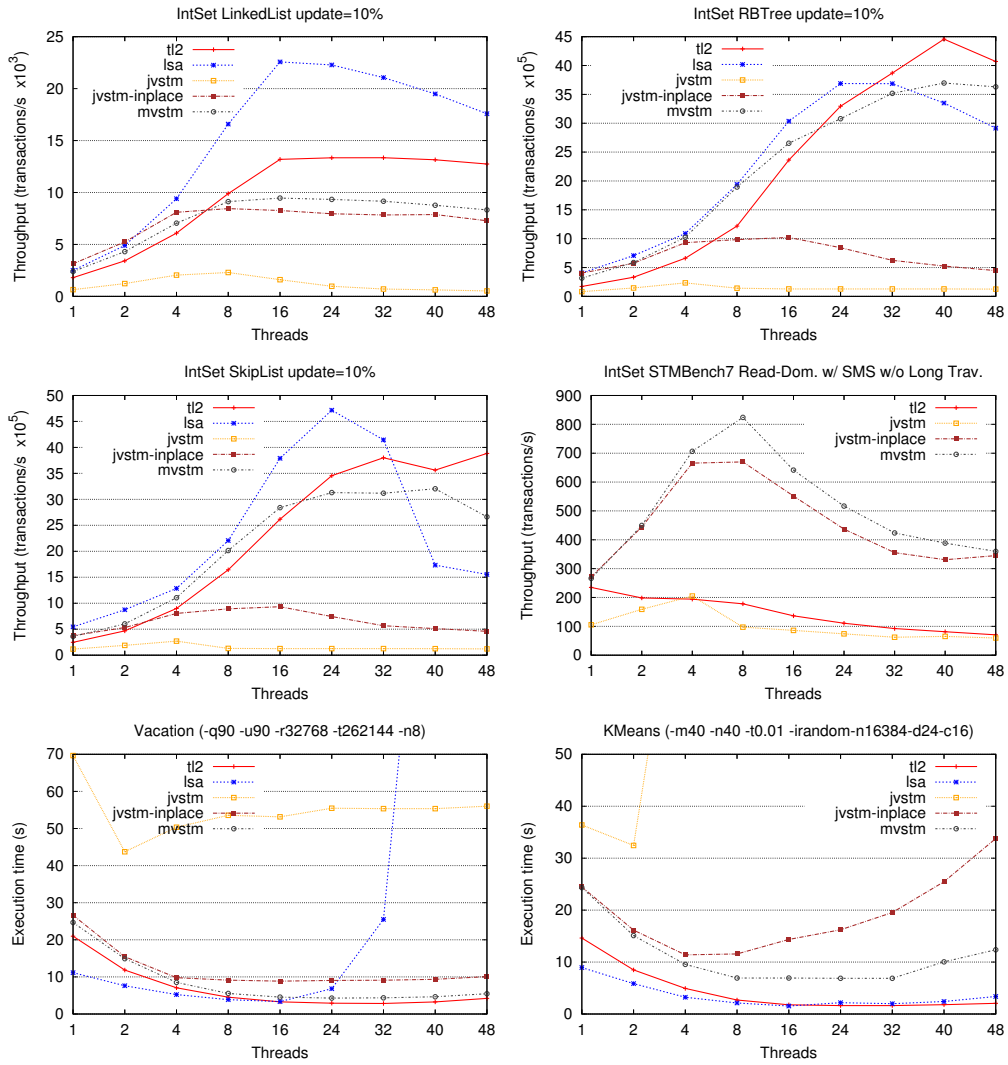 IntSet LinkedList update=10%
Throughput (transactions/s x10³)
25
20
15
10
5
0
tl2
lsa
jvstm
jvstm-inplace
mvstm
1 2 4 8 16 24 32 40 48
Threads
IntSet RBTree update=10%
Throughput (transactions/s x10⁵)
45
40
35
30
25
20
15
10
5
0
tl2
lsa
jvstm
jvstm-inplace
mvstm
1 2 4 8 16 24 32 40 48
Threads
IntSet SkipList update=10%
Throughput (transactions/s x10⁵)
50
45
40
35
30
25
20
15
10
5
0
tl2
lsa
jvstm
jvstm-inplace
mvstm
1 2 4 8 16 24 32 40 48
Threads
IntSet STMBench7 Read-Dom. w/ SMS w/o Long Trav.
Throughput (transactions/s)
900
800
700
600
500
400
300
200
100
0
tl2
jvstm
jvstm-inplace
mvstm
1 2 4 8 16 24 32 40 48
Threads
Vacation (-q90 -u90 -r32768 -t262144 -n8)
Execution time (s)
70
60
50
40
30
20
10
0
tl2
lsa
jvstm
jvstm-inplace
mvstm
1 2 4 8 16 24 32 40 48
Threads
KMeans (-m40 -n40 -t0.01 -irandom-n16384-d24-c16)
Execution time (s)
50
40
30
20
10
0
tl2
lsa
jvstm
jvstm-inplace
mvstm
1 2 4 8 16 24 32 40 48
Threads